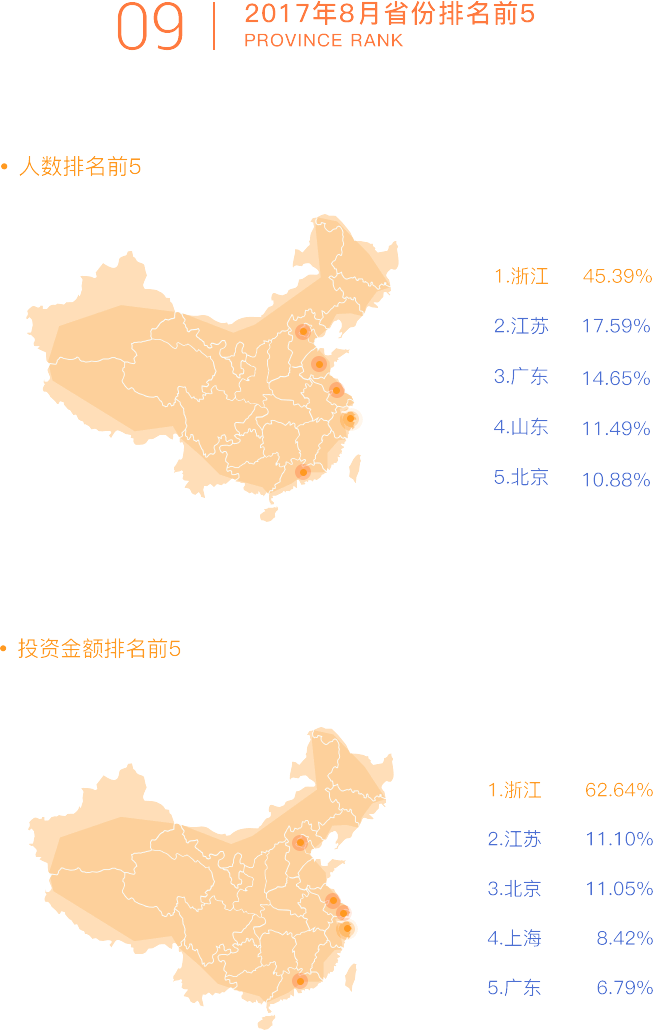 09
2017年8月省份排名前5
PROVINCE RANK
• 人数排名前5
1.浙江 45.39%
2.江苏 17.59%
3.广东 14.65%
4.山东 11.49%
5.北京 10.88%
• 投资金额排名前5
1.浙江 62.64%
2.江苏 11.10%
3.北京 11.05%
4.上海 8.42%
5.广东 6.79%